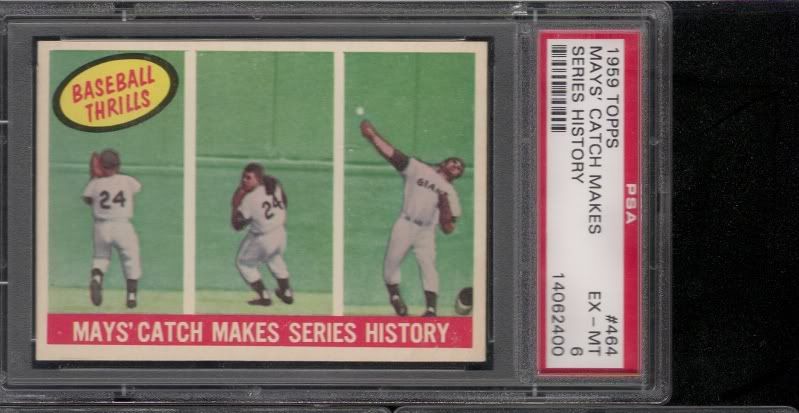 BASEBALL
THRILLS
24
24
GIAN
MAYS' CATCH MAKES SERIES HISTORY
1959 TOPPS #464
MAYS' CATCH MAKES EX-MT
SERIES HISTORY 6
PSA 14062400